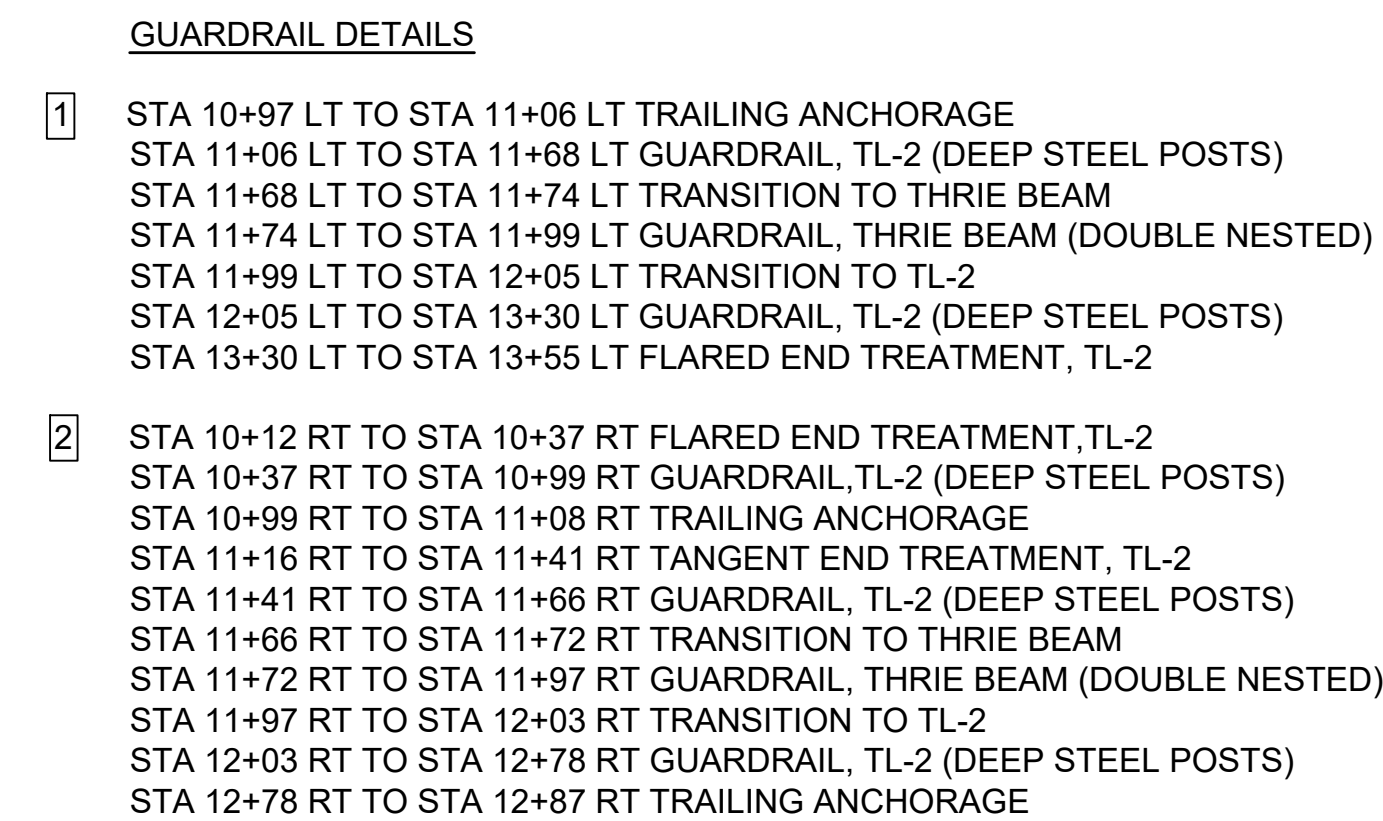 GUARDRAIL DETAILS
1 STA 10+97 LT TO STA 11+06 LT TRAILING ANCHORAGE
STA 11+06 LT TO STA 11+68 LT GUARDRAIL, TL-2 (DEEP STEEL POSTS)
STA 11+68 LT TO STA 11+74 LT TRANSITION TO THRIE BEAM
STA 11+74 LT TO STA 11+99 LT GUARDRAIL, THRIE BEAM (DOUBLE NESTED)
STA 11+99 LT TO STA 12+05 LT TRANSITION TO TL-2
STA 12+05 LT TO STA 13+30 LT GUARDRAIL, TL-2 (DEEP STEEL POSTS)
STA 13+30 LT TO STA 13+55 LT FLARED END TREATMENT, TL-2
2 STA 10+12 RT TO STA 10+37 RT FLARED END TREATMENT,TL-2
STA 10+37 RT TO STA 10+99 RT GUARDRAIL,TL-2 (DEEP STEEL POSTS)
STA 10+99 RT TO STA 11+08 RT TRAILING ANCHORAGE
STA 11+16 RT TO STA 11+41 RT TANGENT END TREATMENT, TL-2
STA 11+41 RT TO STA 11+66 RT GUARDRAIL, TL-2 (DEEP STEEL POSTS)
STA 11+66 RT TO STA 11+72 RT TRANSITION TO THRIE BEAM
STA 11+72 RT TO STA 11+97 RT GUARDRAIL, THRIE BEAM (DOUBLE NESTED)
STA 11+97 RT TO STA 12+03 RT TRANSITION TO TL-2
STA 12+03 RT TO STA 12+78 RT GUARDRAIL, TL-2 (DEEP STEEL POSTS)
STA 12+78 RT TO STA 12+87 RT TRAILING ANCHORAGE